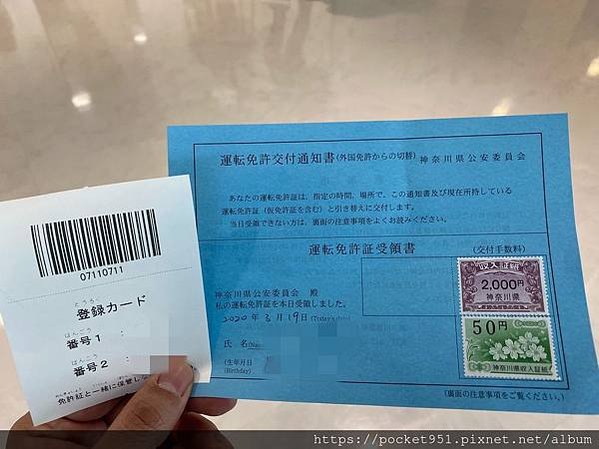 運転免許交付通知書(外国免許からの切替) 神奈川県公安委員会
あなたの運転免許証は、指定の時間、場所で、この通知書及び現在所持している
運転免許証(仮免許証を含む)と引き替えに交付します。
当日受領できない方は、裏面の注意事項をよくお読みください。
運転免許証受領書
(交付手数料)
収入証紙
2,000円
神奈川県
50円
神奈川県収入証紙
神奈川県公安委員会 殿
私の運転免許証を本日受領しました。
2020年 3月19日 (Today's date)
氏名
(生年月日
(Birthday)
(裏面の注意事項をご覧ください。)
07110711
とうろく
登録カード
ばんごう
番号1 :
ばんごう
番号2 :
免許証と一緒に保管し
https://pocket951.pixnet.net/album